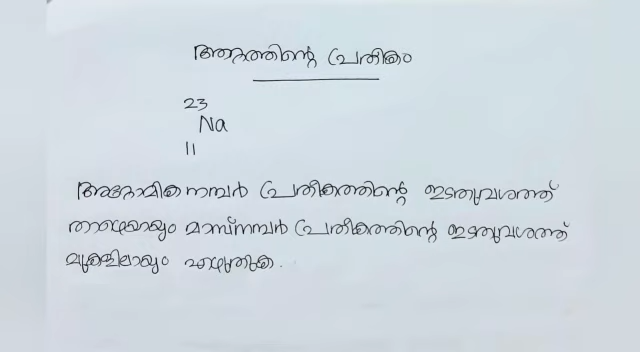 ആറ്റത്തിന്റെ പ്രതീകം
23
Na
11
അറ്റോമികനമ്പർ പ്രതീകത്തിന്റെ ഇടതുവശത്ത്
താഴെയായും മാസ്നമ്പർ പ്രതീകത്തിന്റെ ഇടതുവശത്ത്
മുകളിലായും എഴുതുക.